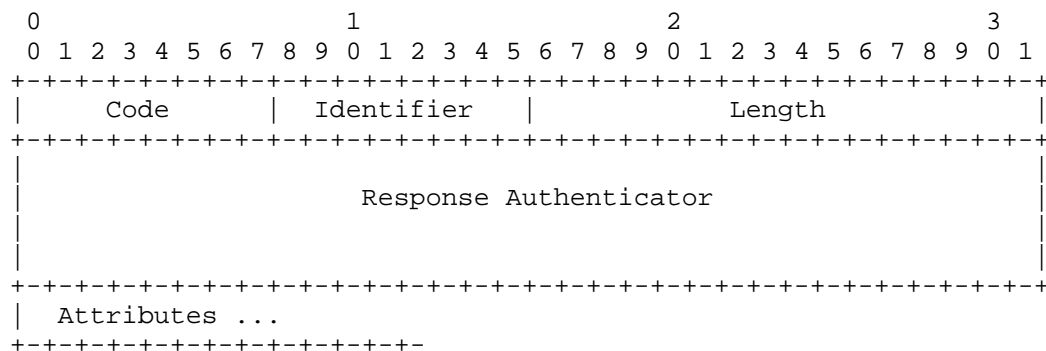 0                   1                   2                   3
 0 1 2 3 4 5 6 7 8 9 0 1 2 3 4 5 6 7 8 9 0 1 2 3 4 5 6 7 8 9 0 1
+-+-+-+-+-+-+-+-+-+-+-+-+-+-+-+-+-+-+-+-+-+-+-+-+-+-+-+-+-+-+-+-+
|     Code      |  Identifier   |            Length             |
+-+-+-+-+-+-+-+-+-+-+-+-+-+-+-+-+-+-+-+-+-+-+-+-+-+-+-+-+-+-+-+-+
|                                                               |
|                     Response Authenticator                    |
|                                                               |
|                                                               |
+-+-+-+-+-+-+-+-+-+-+-+-+-+-+-+-+-+-+-+-+-+-+-+-+-+-+-+-+-+-+-+-+
|  Attributes ...
+-+-+-+-+-+-+-+-+-+-+-+-+-